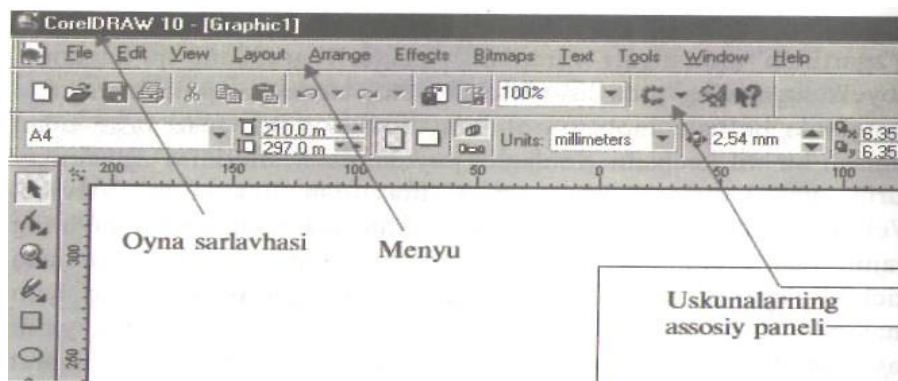 CorelDRAW 10 - [Graphic1]
File Edit View Layout Arrange Effects Bitmaps Text Tools Window Help
100%
A4 210.0 m 297.0 m Units: millimeters 2,54 mm x 6.35 y 6.35
200 150 100 50 0 50 100
300
260
Oyna sarlavhasi
Menyu
Uskunalarning
assosiy paneli